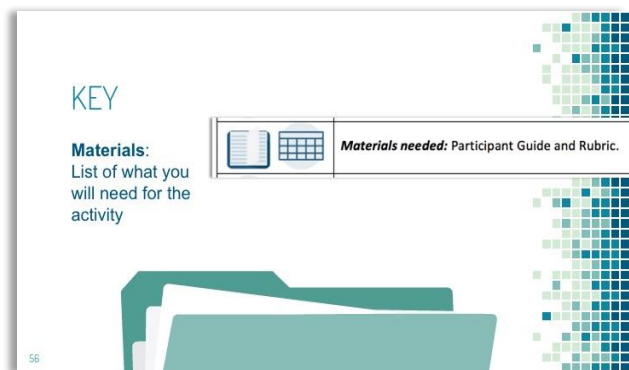 KEY
Materials:
List of what you
will need for the
activity
Materials needed: Participant Guide and Rubric.
56